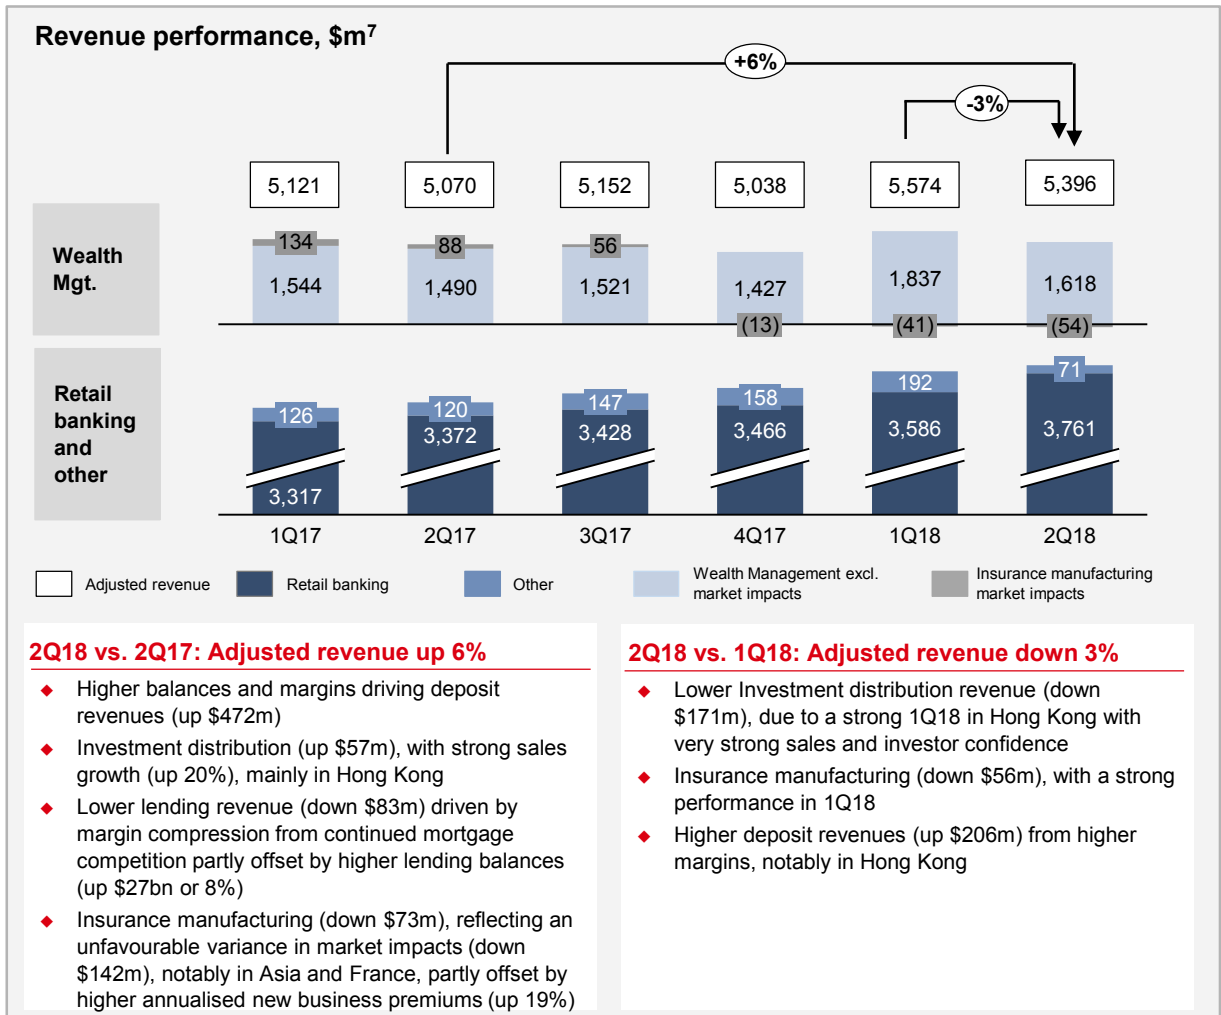 Revenue performance, $m7
+6%
-3%
5,121 5,070 5,152 5,038 5,574 5,396
Wealth
Mgt.
134 88 56
1,544 1,490 1,521 1,427 1,837 1,618
(13) (41) (54)
Retail
banking
and
other
126 120 147 158 192 71
3,317 3,372 3,428 3,466 3,586 3,761
1Q17 2Q17 3Q17 4Q17 1Q18 2Q18
Adjusted revenue
Retail banking
Other
Wealth Management excl.
market impacts
Insurance manufacturing
market impacts
2Q18 vs. 2Q17: Adjusted revenue up 6%
◆ Higher balances and margins driving deposit
revenues (up $472m)
◆ Investment distribution (up $57m), with strong sales
growth (up 20%), mainly in Hong Kong
◆ Lower lending revenue (down $83m) driven by
margin compression from continued mortgage
competition partly offset by higher lending balances
(up $27bn or 8%)
◆ Insurance manufacturing (down $73m), reflecting an
unfavourable variance in market impacts (down
$142m), notably in Asia and France, partly offset by
higher annualised new business premiums (up 19%)
2Q18 vs. 1Q18: Adjusted revenue down 3%
◆ Lower Investment distribution revenue (down
$171m), due to a strong 1Q18 in Hong Kong with
very strong sales and investor confidence
◆ Insurance manufacturing (down $56m), with a strong
performance in 1Q18
◆ Higher deposit revenues (up $206m) from higher
margins, notably in Hong Kong